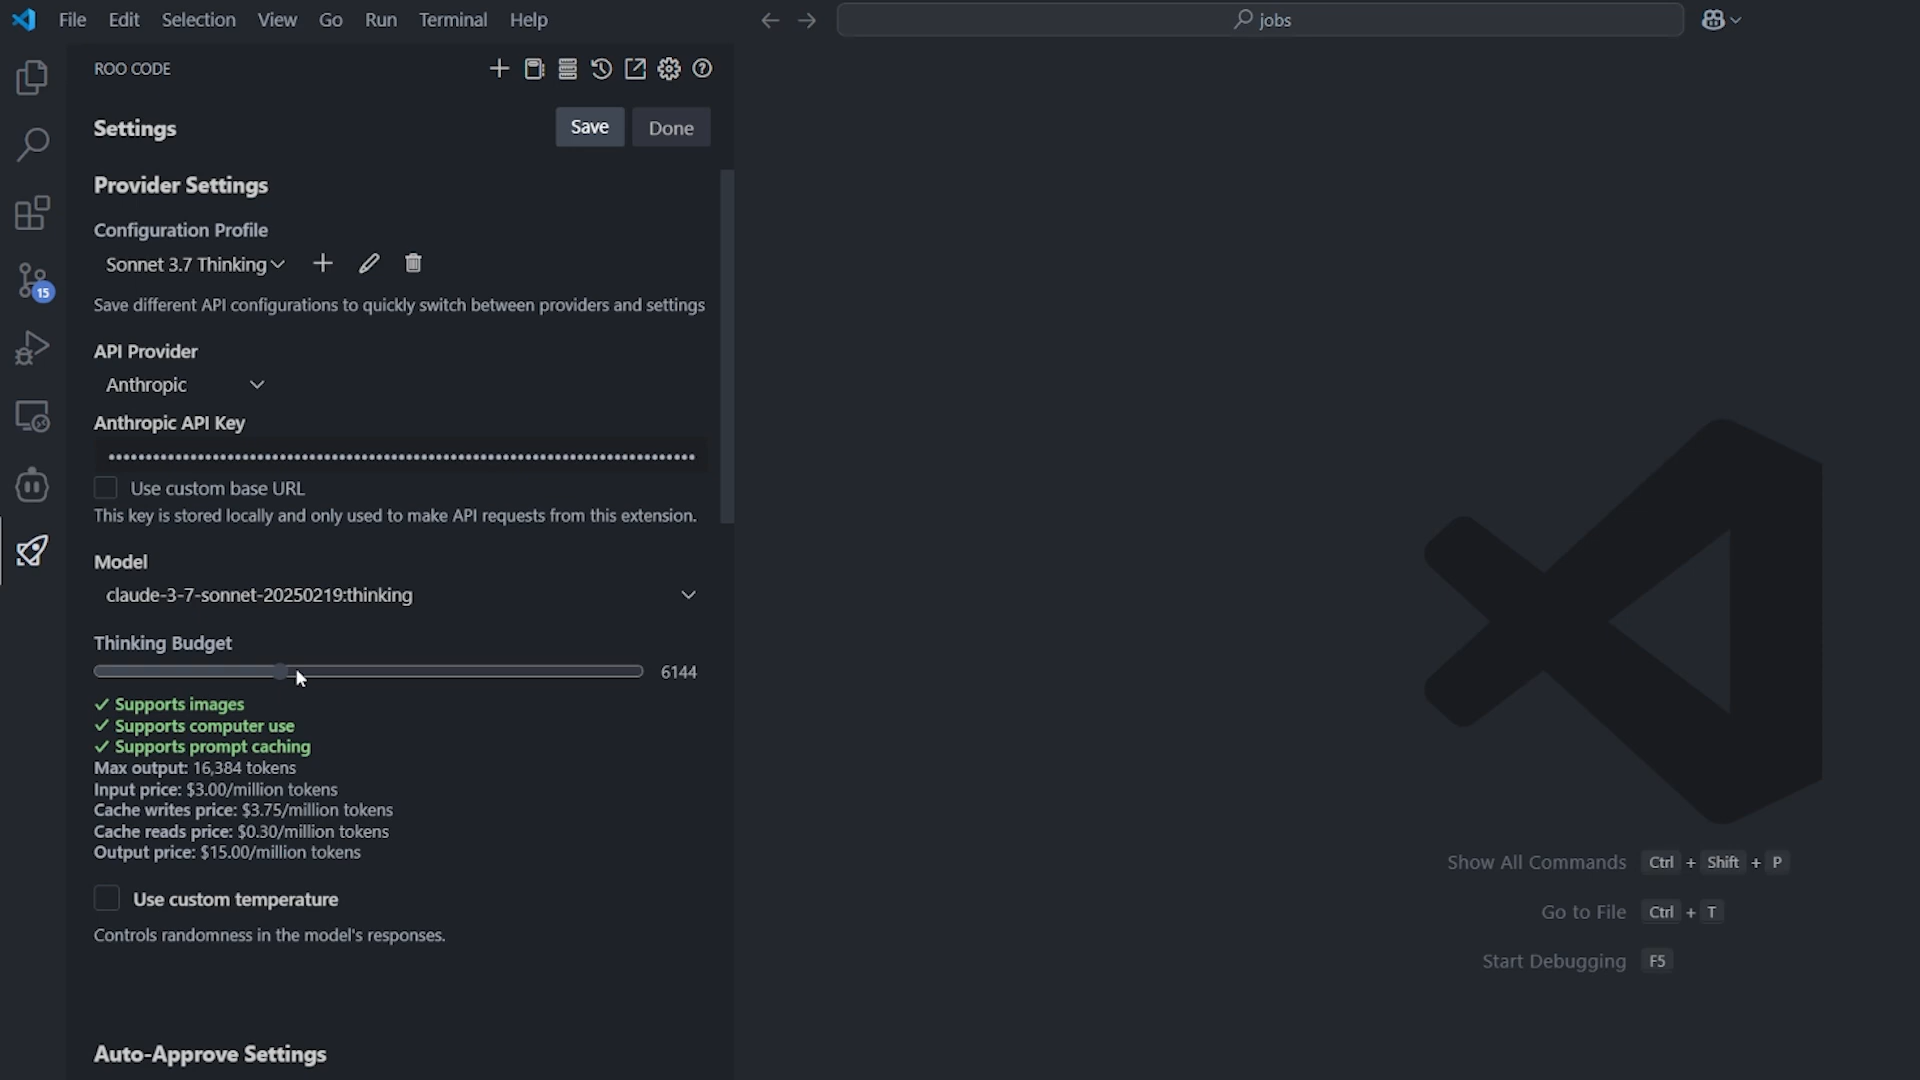 File Edit Selection View Go Run Terminal Help
jobs
ROO CODE
Settings
Save
Done
Provider Settings
Configuration Profile
Sonnet 3.7 Thinking
Save different API configurations to quickly switch between providers and settings
API Provider
Anthropic
Anthropic API Key
Use custom base URL
This key is stored locally and only used to make API requests from this extension.
15
Model
claude-3-7-sonnet-20250219:thinking
Thinking Budget
6144
✓ Supports images
✓ Supports computer use
✓ Supports prompt caching
Max output: 16,384 tokens
Input price: $3.00/million tokens
Cache writes price: $3.75/million tokens
Cache reads price: $0.30/million tokens
Output price: $15.00/million tokens
Use custom temperature
Controls randomness in the model's responses.
Auto-Approve Settings
Show All Commands Ctrl + Shift + P
Go to File Ctrl + T
Start Debugging F5